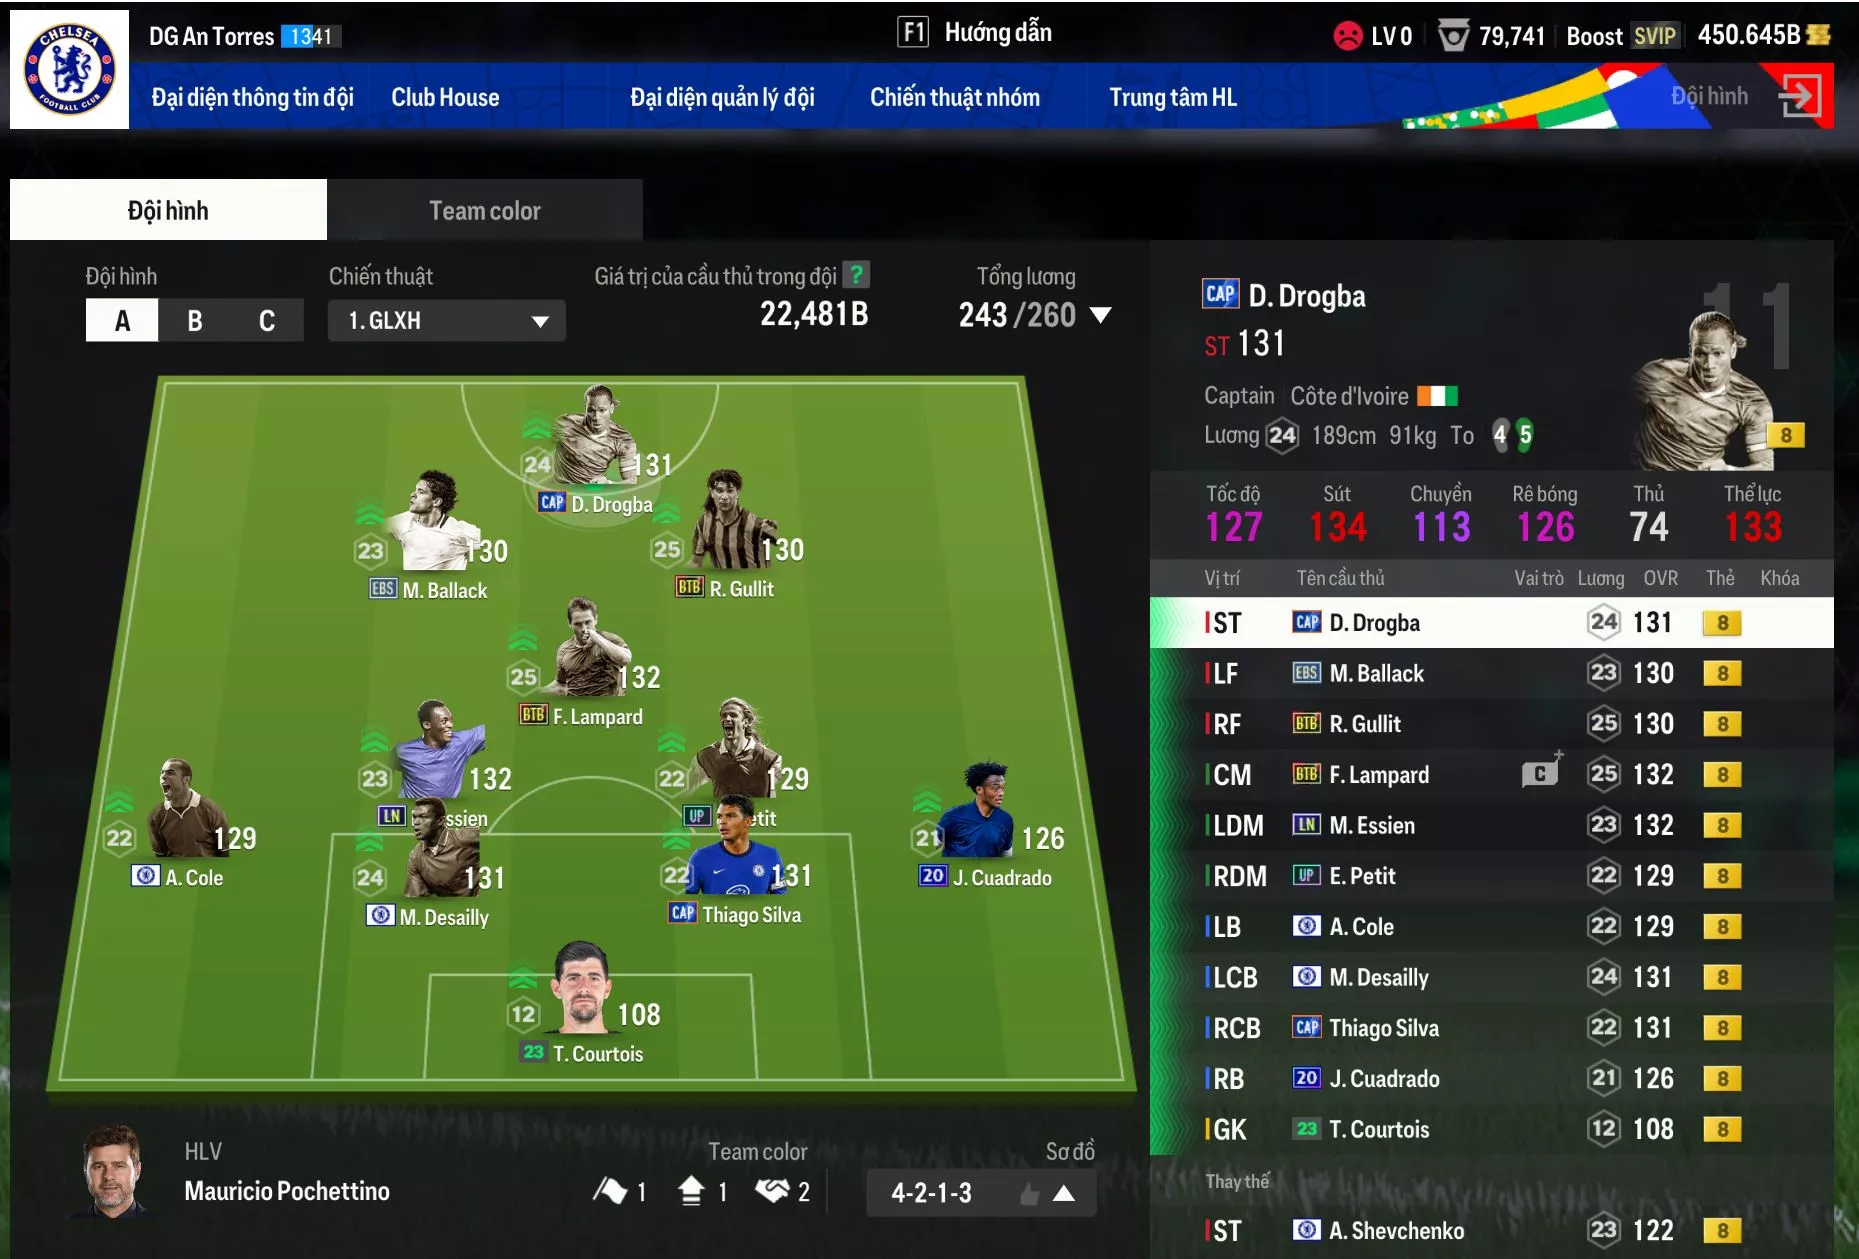 CHELSEA
FOOTBALL CLUB
DG An Torres 1341
F1 Hướng dẫn
LV 0 79,741 Boost SVIP 450.645B
Đại diện thông tin đội Club House Đại diện quản lý đội Chiến thuật nhóm Trung tâm HL Đội hình
Đội hình Team color
Đội hình Chiến thuật Giá trị của cầu thủ trong đội ? Tổng lương
A B C 1. GLXH 22,481B 243 /260
24 131
CAP D. Drogba
23 130
EBS M. Ballack
25 130
BTB R. Gullit
25 132
BTB F. Lampard
23 132
LN ssien
22 129
UP etit
22 129
A. Cole
24 131
M. Desailly
22 131
CAP Thiago Silva
21 126
20 J. Cuadrado
12 108
23 T. Courtois
HLV
Mauricio Pochettino
Team color
1 1 2
Sơ đồ
4-2-1-3
11
CAP D. Drogba
ST 131
Captain Côte d'Ivoire
Lương 24 189cm 91kg To 4 5
8
Tốc độ Sút Chuyền Rê bóng Thủ Thể lực
127 134 113 126 74 133
Vị trí Tên cầu thủ Vai trò Lương OVR Thẻ Khóa
ST CAP D. Drogba 24 131 8
LF EBS M. Ballack 23 130 8
RF BTB R. Gullit 25 130 8
CM BTB F. Lampard C+ 25 132 8
LDM LN M. Essien 23 132 8
RDM UP E. Petit 22 129 8
LB A. Cole 22 129 8
LCB M. Desailly 24 131 8
RCB CAP Thiago Silva 22 131 8
RB 20 J. Cuadrado 21 126 8
GK 23 T. Courtois 12 108 8
Thay thế
ST A. Shevchenko 23 122 8